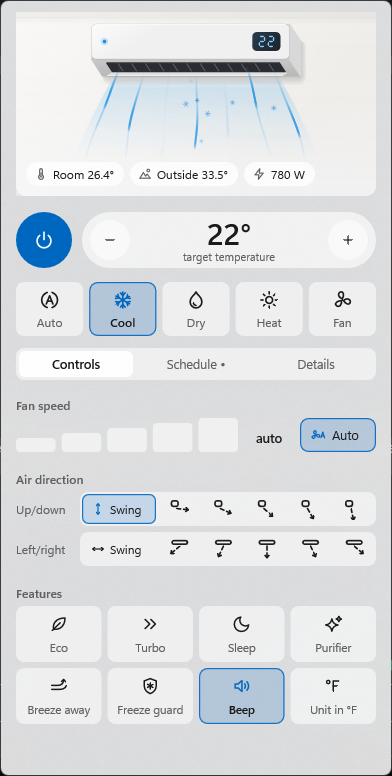 22
Room 26.4° Outside 33.5° 780 W
22°
target temperature
Auto Cool Dry Heat Fan
Controls Schedule • Details
Fan speed
auto Auto
Air direction
Up/down Swing
Left/right Swing
Features
Eco Turbo Sleep Purifier
°F
Breeze away Freeze guard Beep Unit in °F